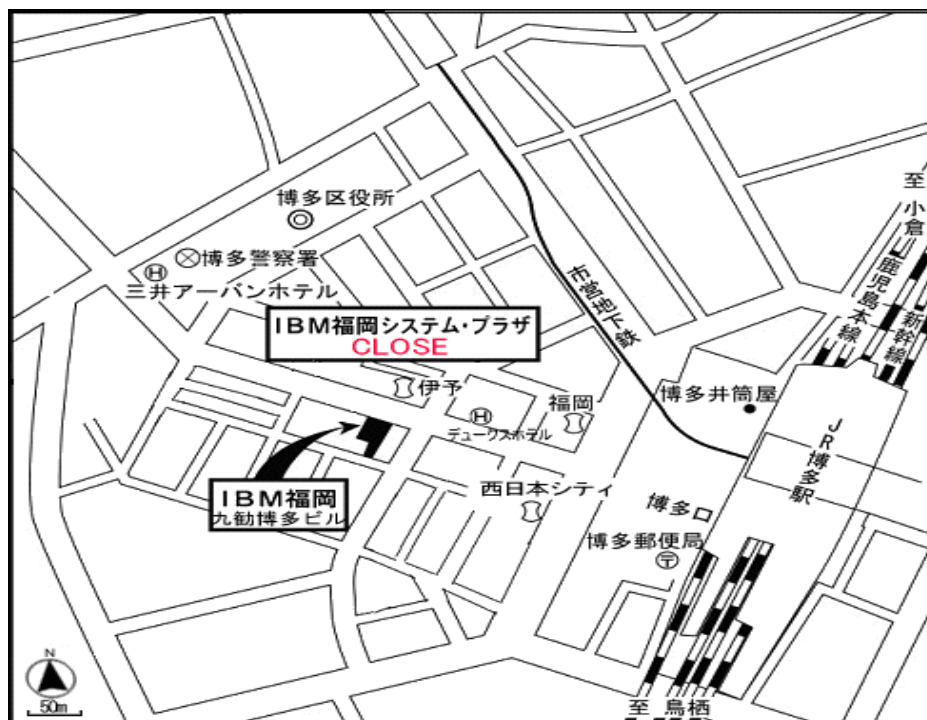 至
小倉
博多区役所
博多警察署
H
三井アーバンホテル
市営地下鉄
鹿児島本線
新幹線
IBM福岡システム・プラザ
CLOSE
伊予
福岡
博多井筒屋
H
デュークスホテル
JR博多駅
IBM福岡
九勧博多ビル
西日本シティ
博多
博多郵便局
〒
N
50m
至 鳥栖